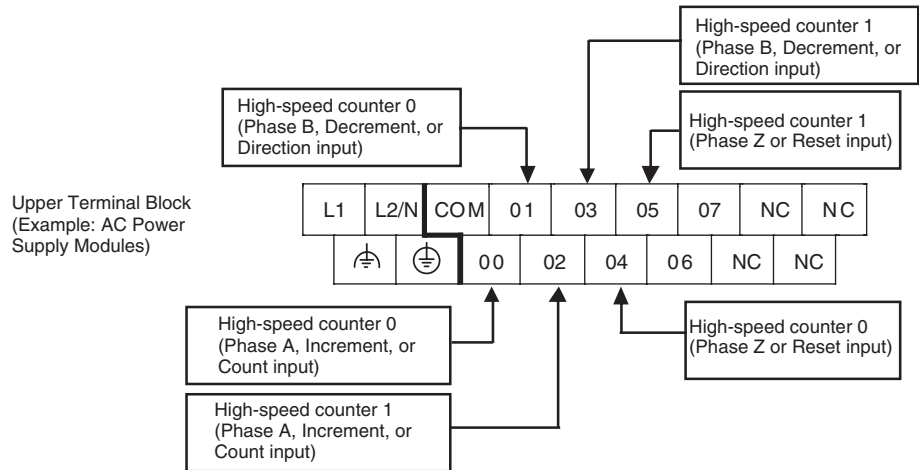 High-speed counter 1
(Phase B, Decrement, or
Direction input)
High-speed counter 0
(Phase B, Decrement, or
Direction input)
High-speed counter 1
(Phase Z or Reset input)
Upper Terminal Block
(Example: AC Power
Supply Modules)
L1 L2/N COM 01 03 05 07 NC NC
00 02 04 06 NC NC
High-speed counter 0
(Phase A, Increment, or
Count input)
High-speed counter 0
(Phase Z or Reset input)
High-speed counter 1
(Phase A, Increment, or
Count input)